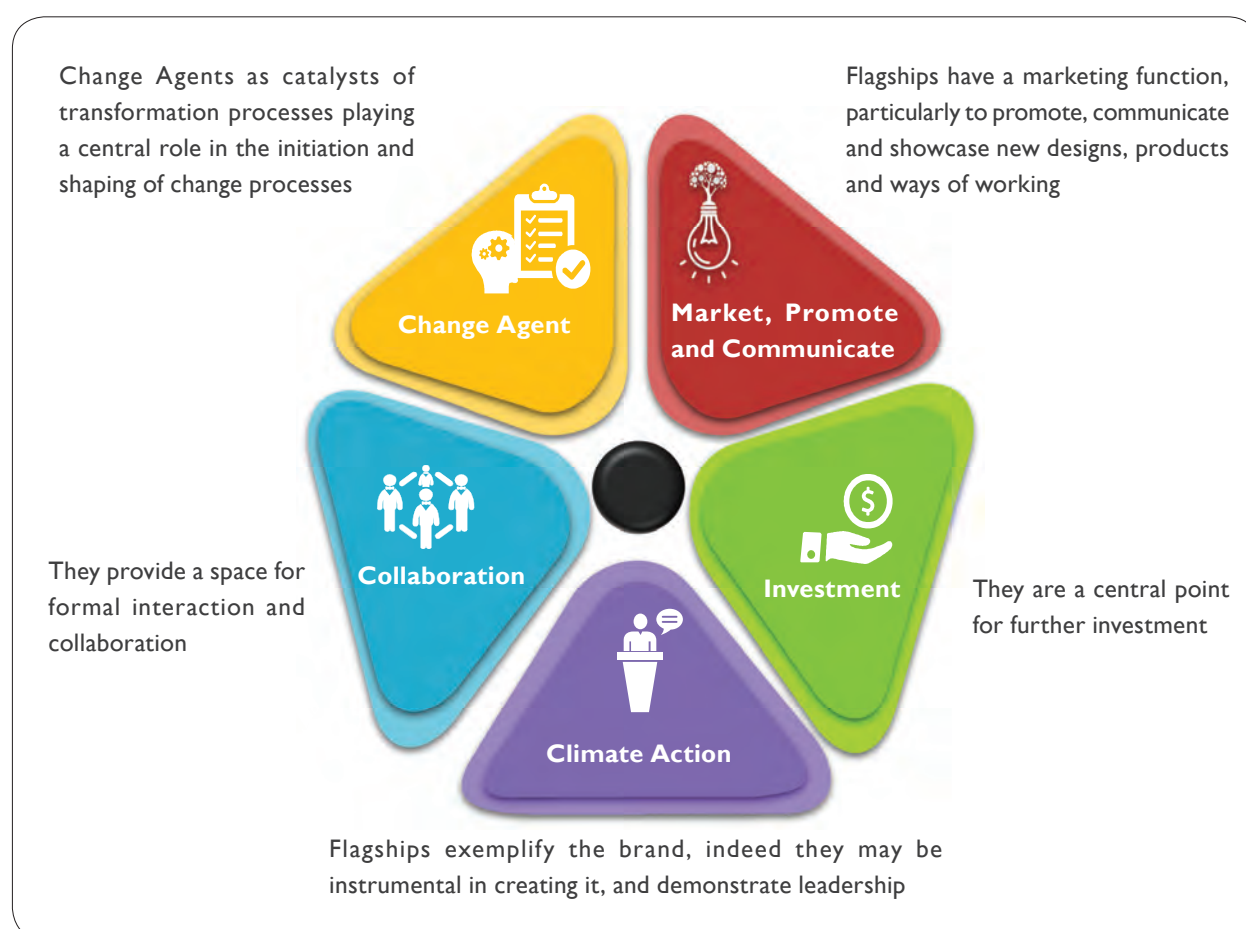 Change Agents as catalysts of
transformation processes playing
a central role in the initiation and
shaping of change processes
Flagships have a marketing function,
particularly to promote, communicate
and showcase new designs, products
and ways of working
Change Agent
Market, Promote
and Communicate
Collaboration
$
Investment
They provide a space for
formal interaction and
collaboration
They are a central point
for further investment
Climate Action
Flagships exemplify the brand, indeed they may be
instrumental in creating it, and demonstrate leadership